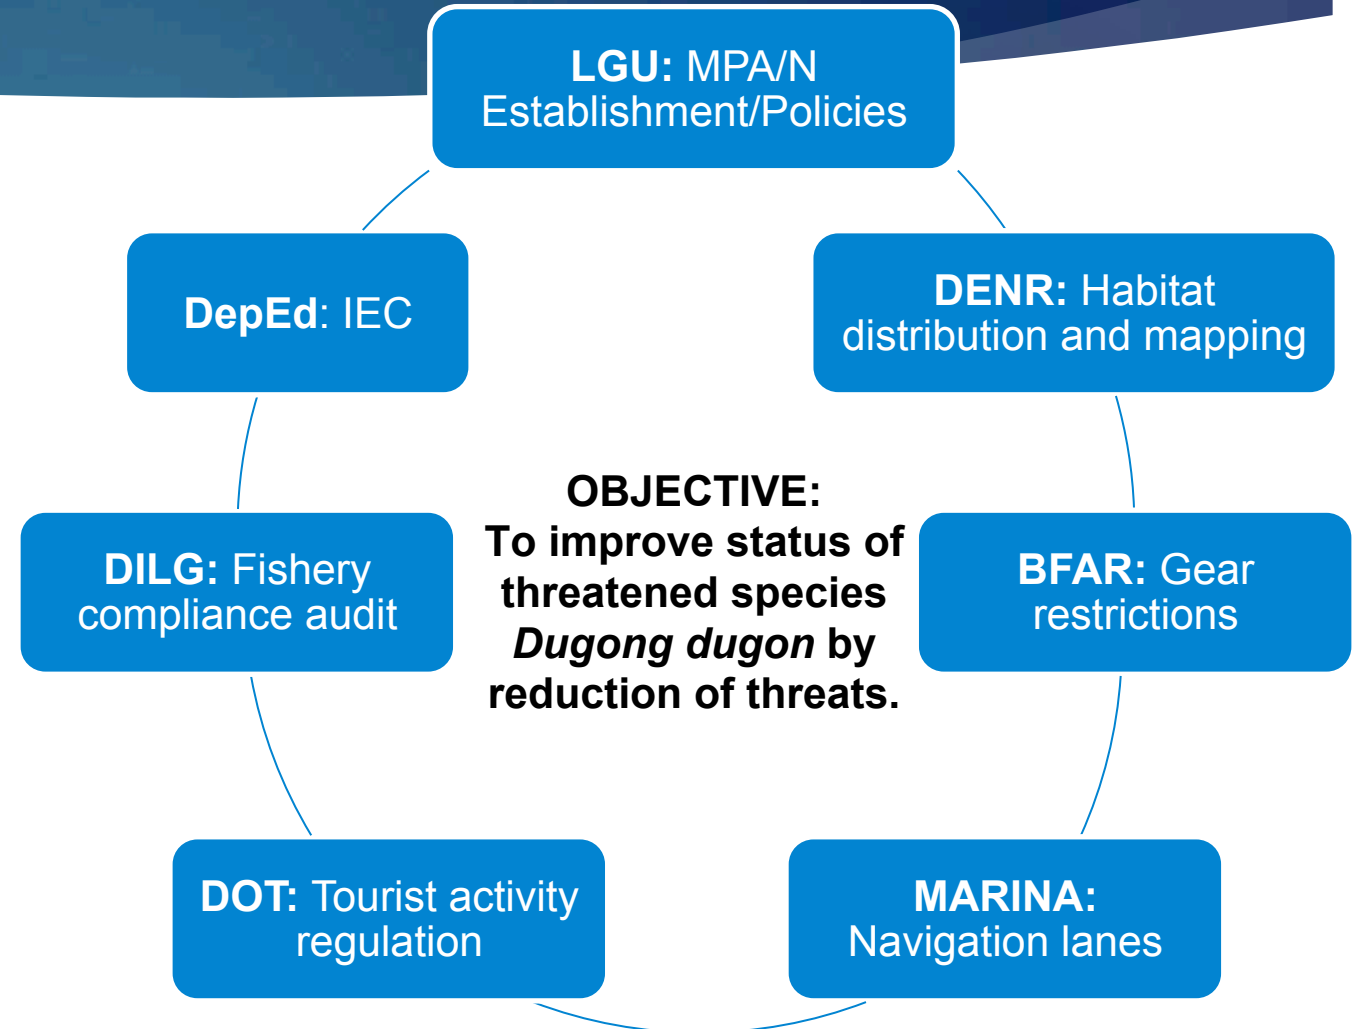 LGU: MPA/N
Establishment/Policies
DENR: Habitat
distribution and mapping
BFAR: Gear
restrictions
MARINA:
Navigation lanes
DOT: Tourist activity
regulation
DILG: Fishery
compliance audit
DepEd: IEC
OBJECTIVE:
To improve status of
threatened species
Dugong dugon by
reduction of threats.